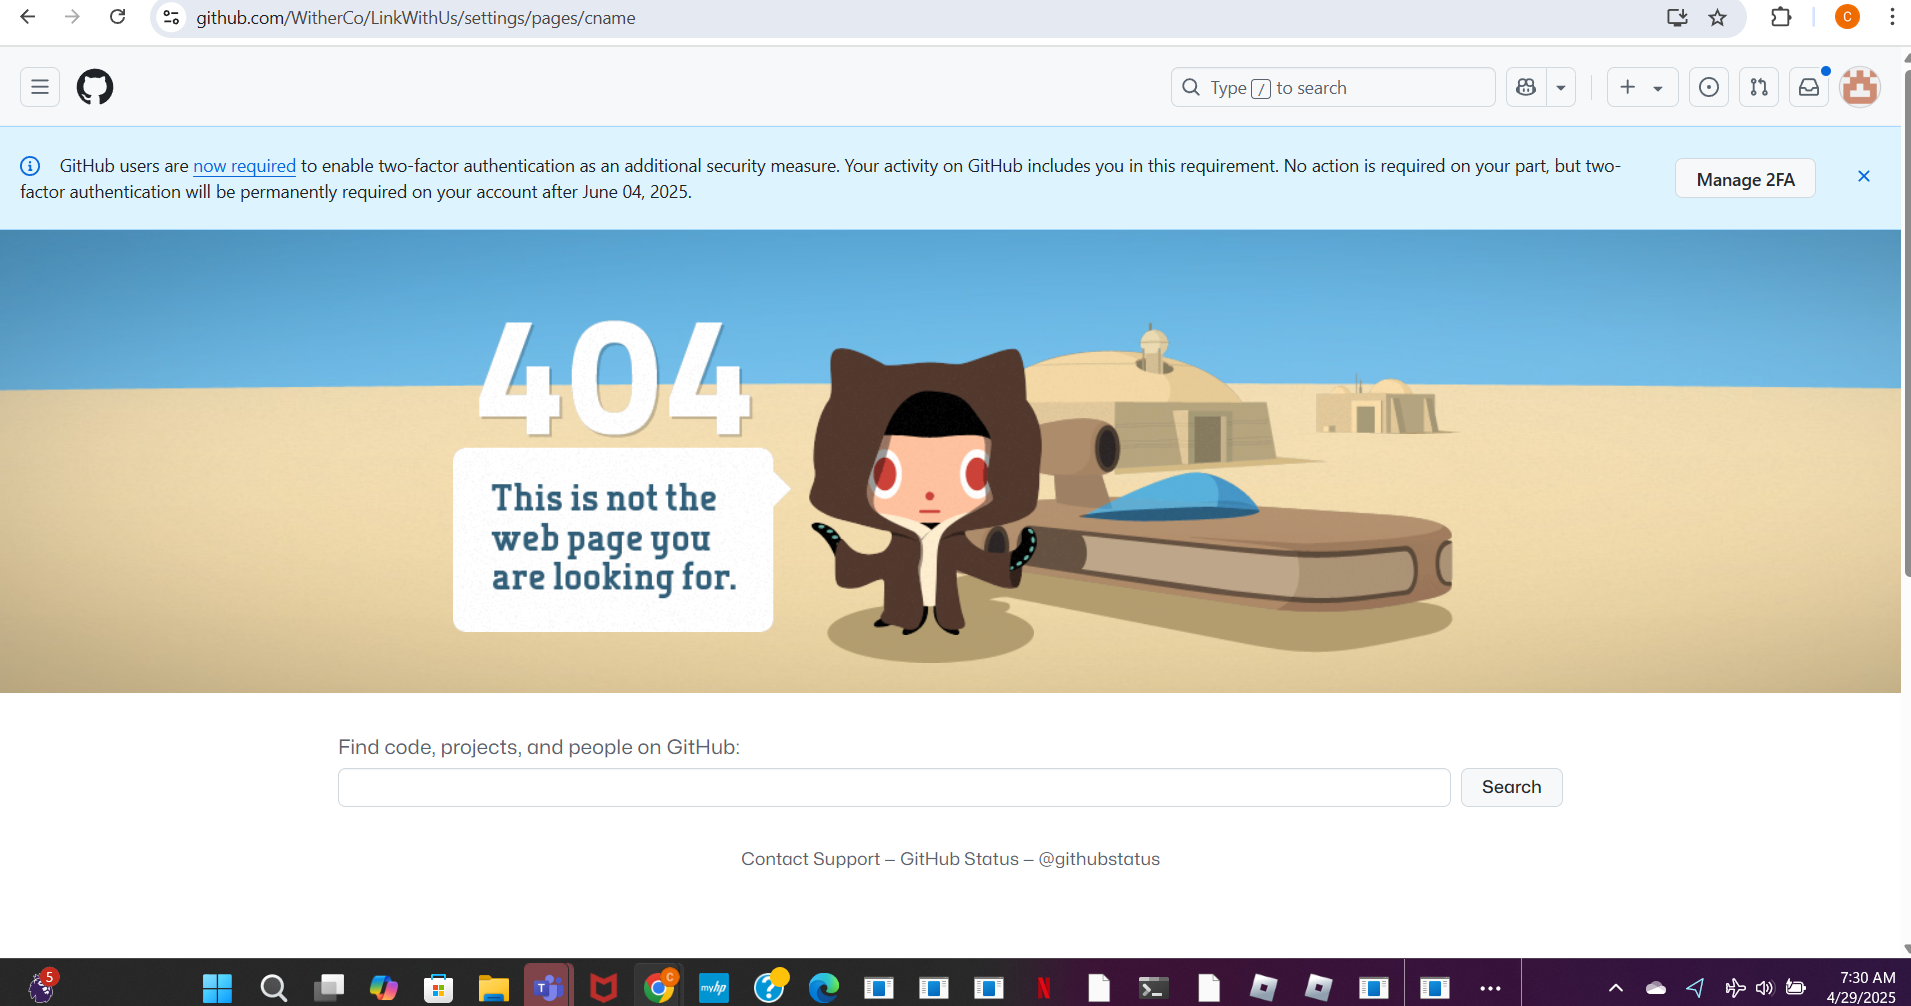 github.com/WitherCo/LinkWithUs/settings/pages/cname
C
Type / to search
GitHub users are now required to enable two-factor authentication as an additional security measure. Your activity on GitHub includes you in this requirement. No action is required on your part, but two-
factor authentication will be permanently required on your account after June 04, 2025.
Manage 2FA
404
This is not the
web page you
are looking for.
Find code, projects, and people on GitHub:
Search
Contact Support — GitHub Status — @githubstatus
5
T
C
myhp
?
N
7:30 AM
4/29/2025